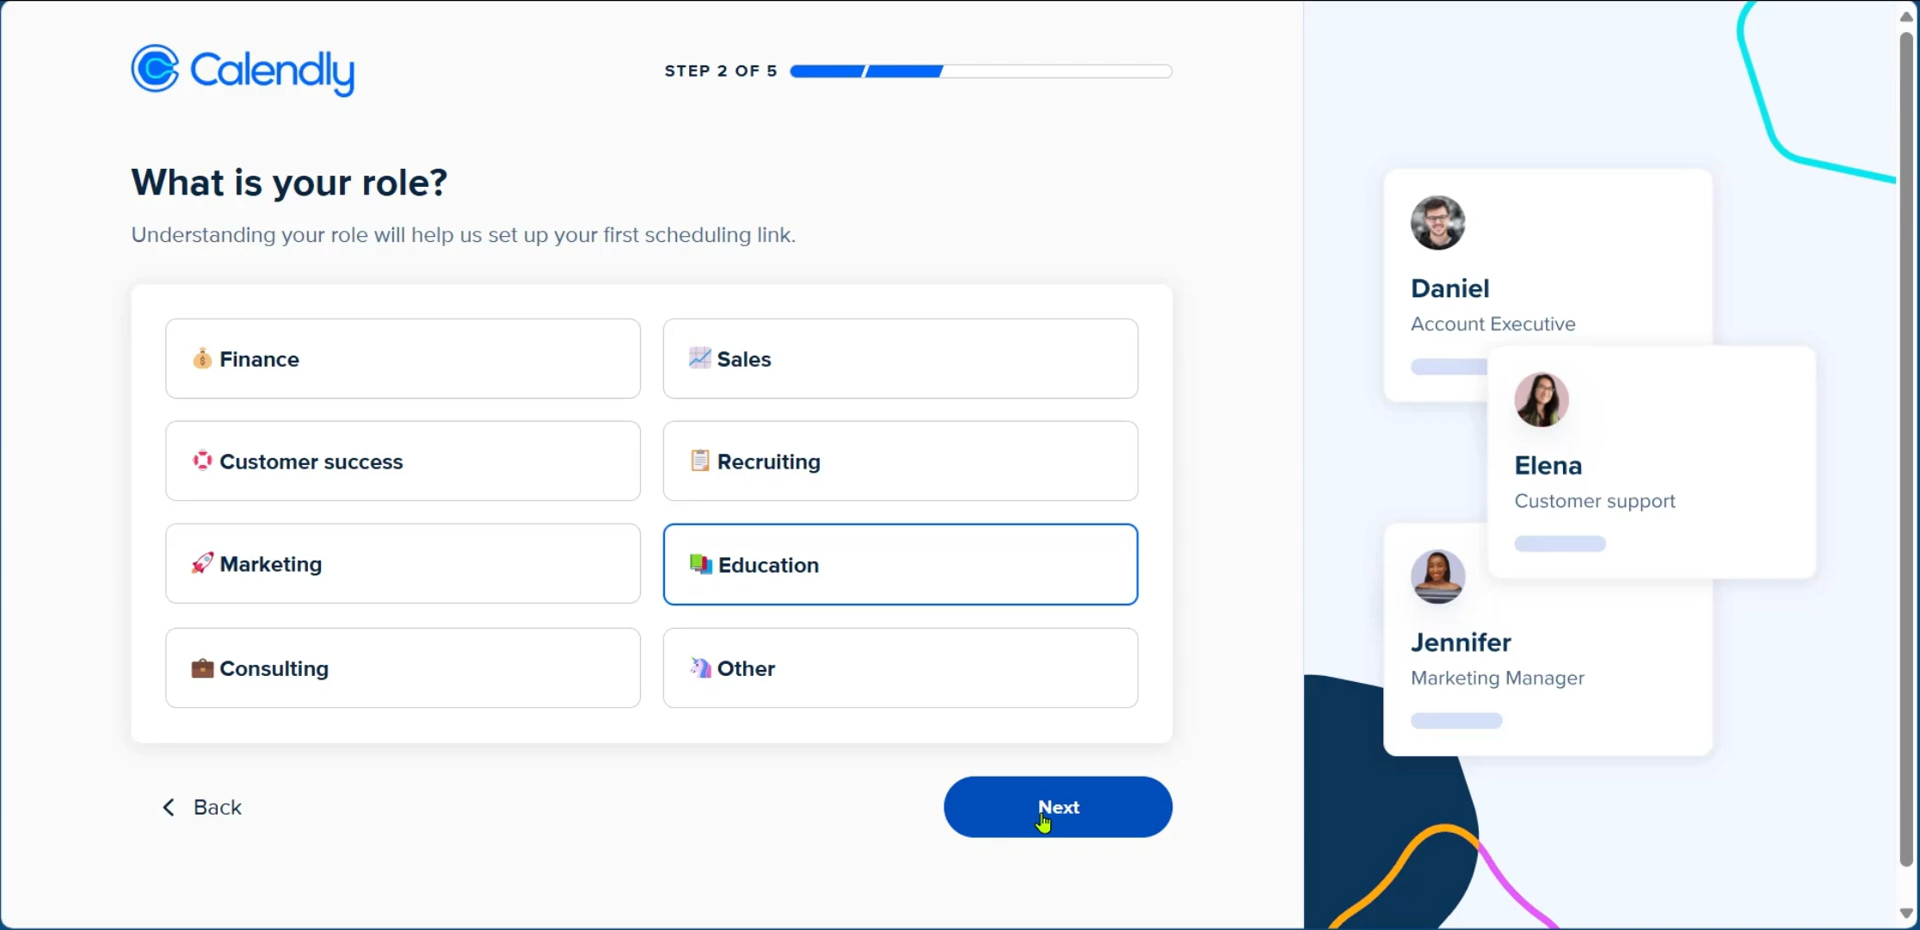 Calendly
STEP 2 OF 5
What is your role?
Understanding your role will help us set up your first scheduling link.
Finance
Sales
Customer success
Recruiting
Marketing
Education
Consulting
Other
Back
Next
Daniel
Account Executive
Elena
Customer support
Jennifer
Marketing Manager